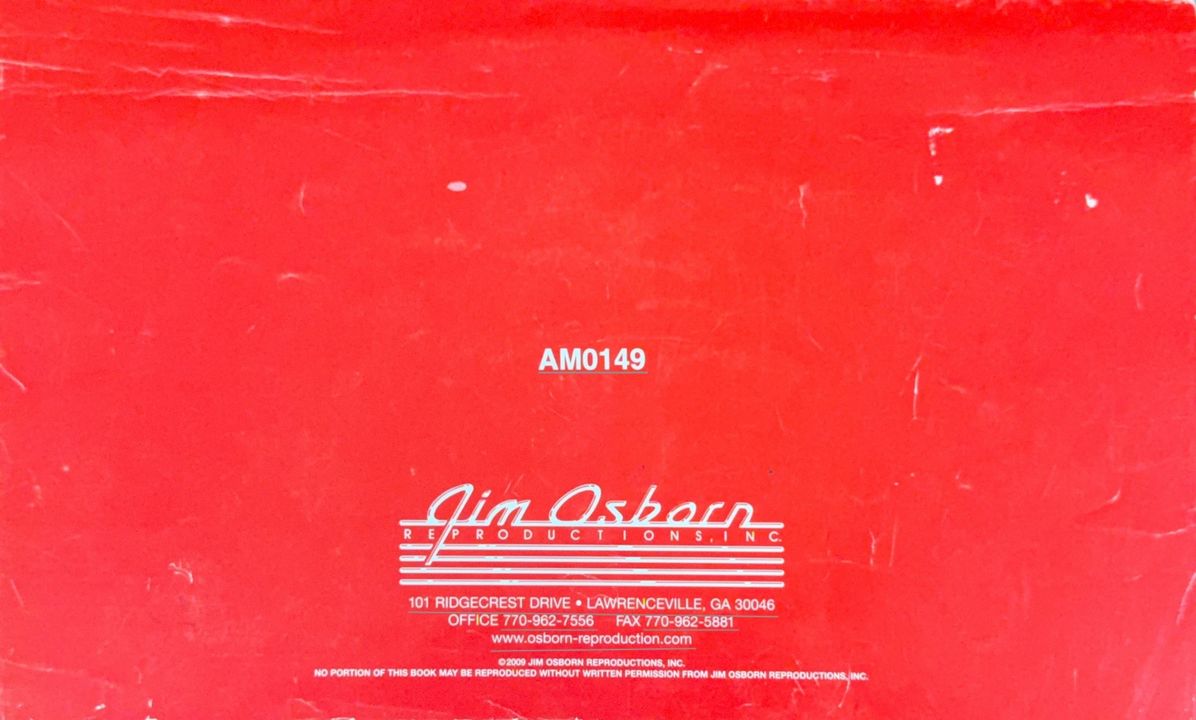 AM0149
Jim Osborn
REPRODUCTIONS, INC.
101 RIDGECREST DRIVE • LAWRENCEVILLE, GA 30046
OFFICE 770-962-7556 FAX 770-962-5881
www.osborn-reproduction.com
©2009 JIM OSBORN REPRODUCTIONS, INC.
NO PORTION OF THIS BOOK MAY BE REPRODUCED WITHOUT WRITTEN PERMISSION FROM JIM OSBORN REPRODUCTIONS, INC.